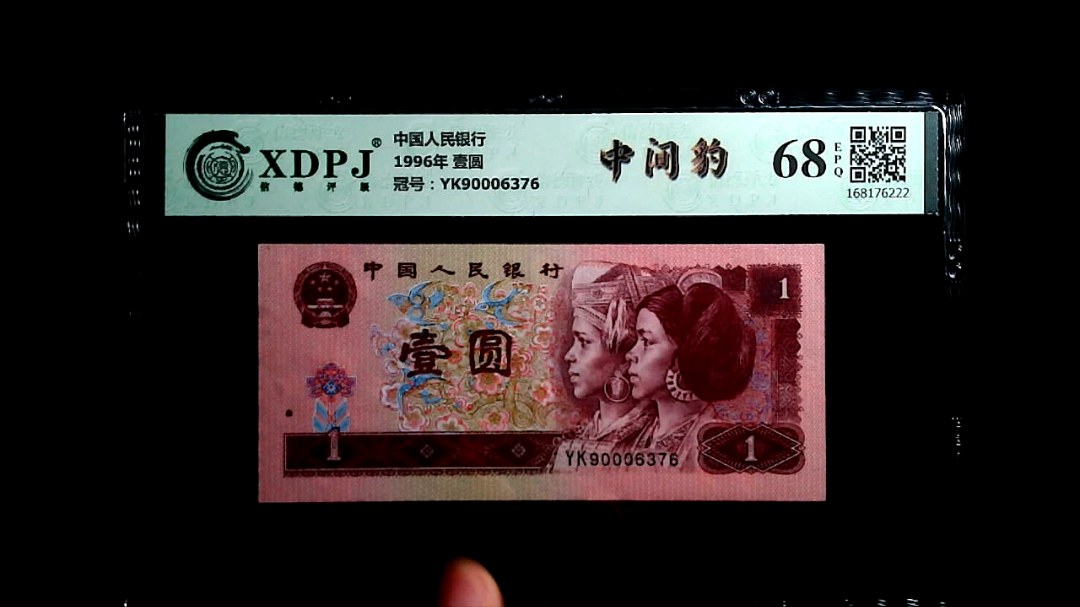 XDPJ®
信德评级
中国人民银行
1996年 壹圆
冠号：YK90006376
中间豹
68
EPQ
168176222
中国人民银行
1
壹圆
1
YK90006376
1